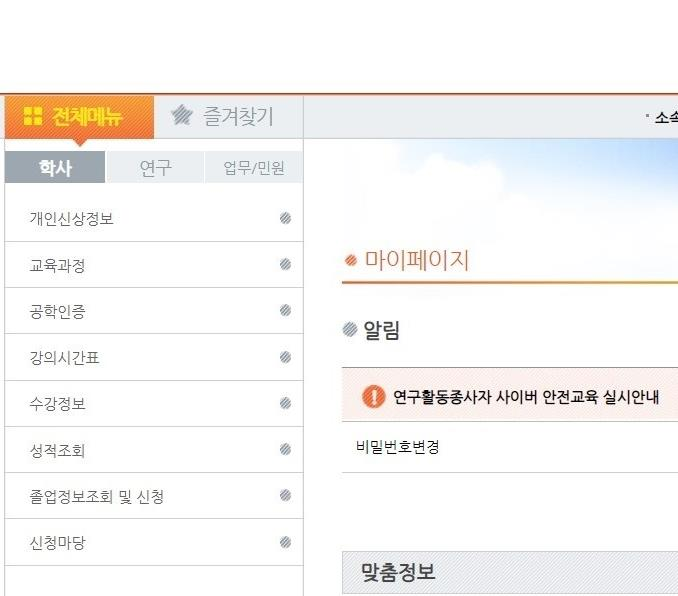 전체메뉴 즐겨찾기
학사 연구 업무/민원
개인신상정보
교육과정
공학인증
강의시간표
수강정보
성적조회
졸업정보조회 및 신청
신청마당
마이페이지
알림
연구활동종사자 사이버 안전교육 실시안내
비밀번호변경
맞춤정보